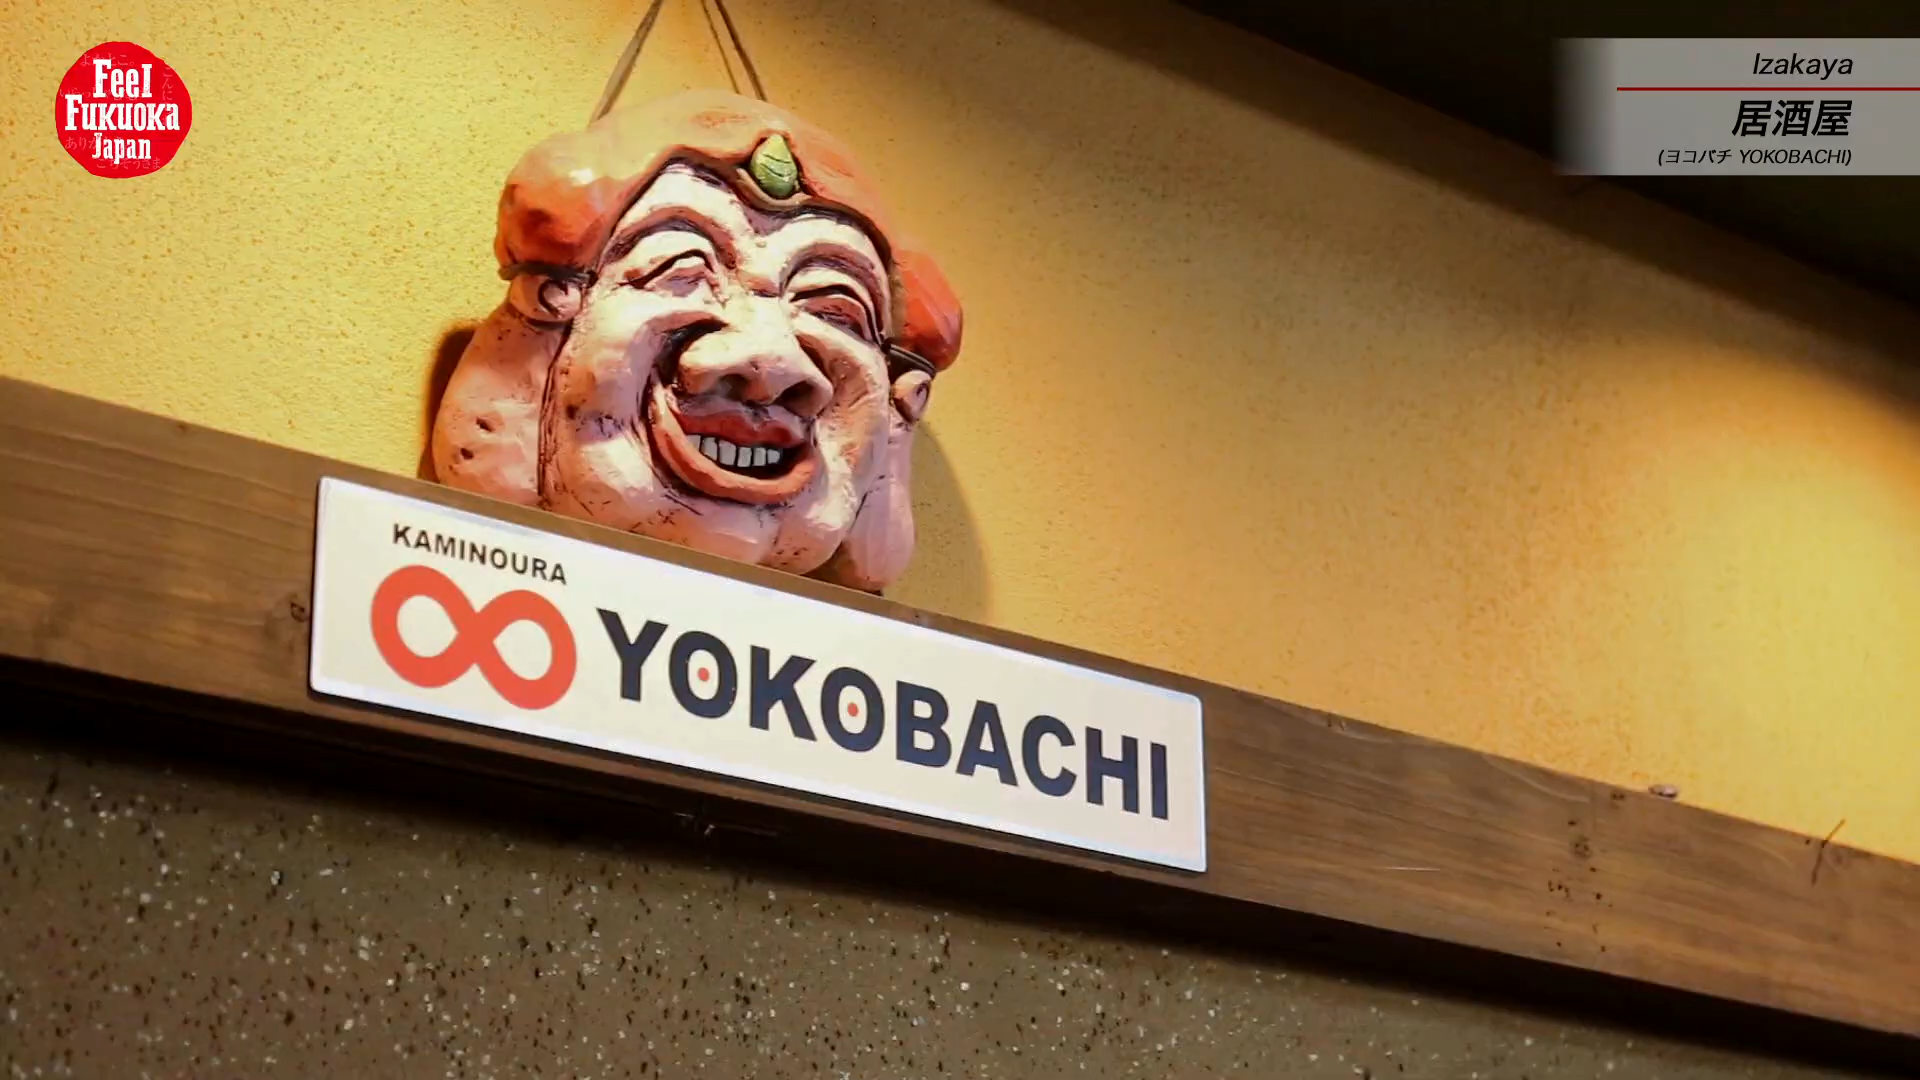 Feel
Fukuoka
Japan
Izakaya
居酒屋
(ヨコバチ YOKOBACHI)
KAMINOURA
YOKOBACHI